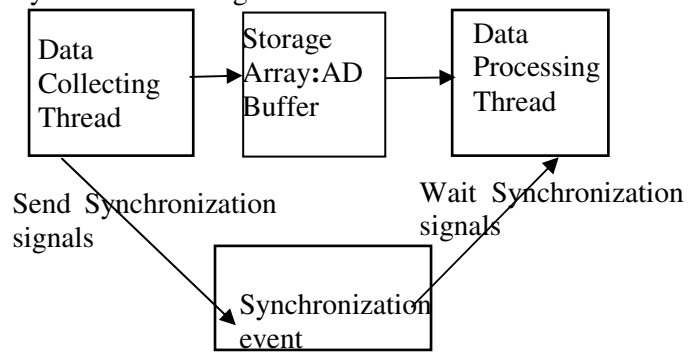 Data
Collecting
Thread
Storage
Array:AD
Buffer
Data
Processing
Thread
Send Synchronization
signals
Wait Synchronization
signals
Synchronization
event